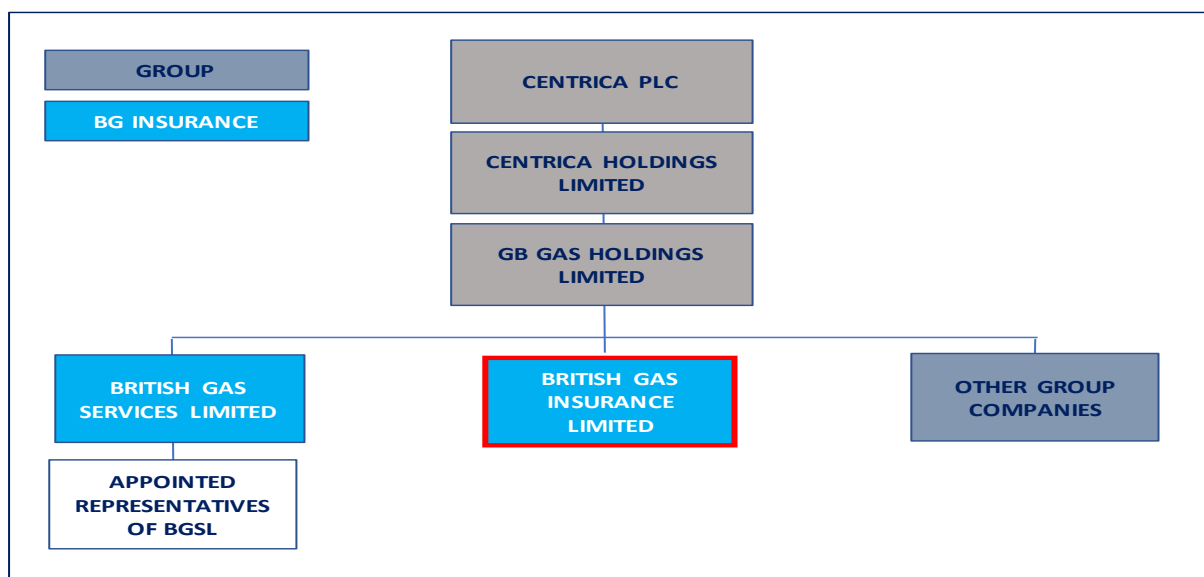 GROUP
BG INSURANCE
CENTRICA PLC
CENTRICA HOLDINGS
LIMITED
GB GAS HOLDINGS
LIMITED
BRITISH GAS
SERVICES LIMITED
BRITISH GAS
INSURANCE
LIMITED
OTHER GROUP
COMPANIES
APPOINTED
REPRESENTATIVES
OF BGSL